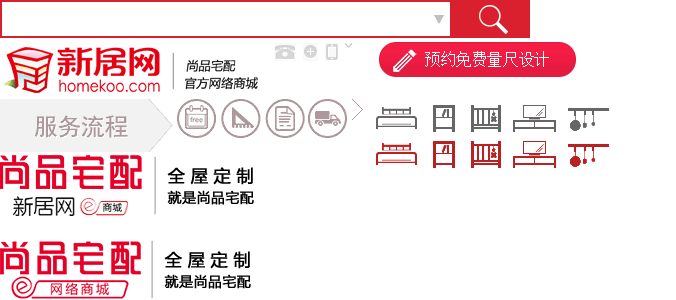 新居网
homekoo.com
尚品宅配
官方网络商城
预约免费量尺设计
服务流程
free
尚品宅配
新居网 e商城
全屋定制
就是尚品宅配
尚品宅配
e 网络商城
全屋定制
就是尚品宅配